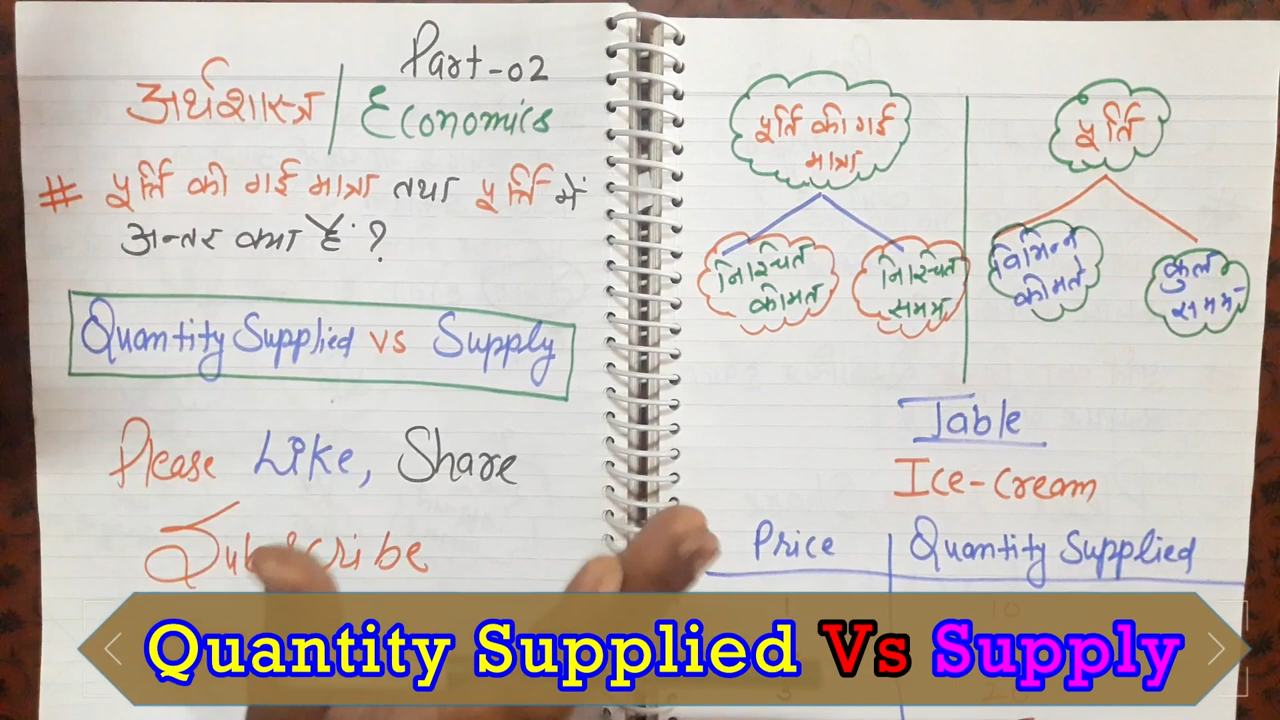 Part-02
अर्थशास्त्र / Economics
# पूर्ति की गई मात्रा तथा पूर्ति में
अन्तर क्या है ?
Quantity Supplied vs Supply
Please Like, Share
Subscribe
पूर्ति की गई
मात्रा
निश्चित
कीमत
निश्चित
समय
पूर्ति
विभिन्न
कीमतें
कुल
समय
Table
Ice-Cream
Price Quantity Supplied
Quantity Supplied Vs Supply